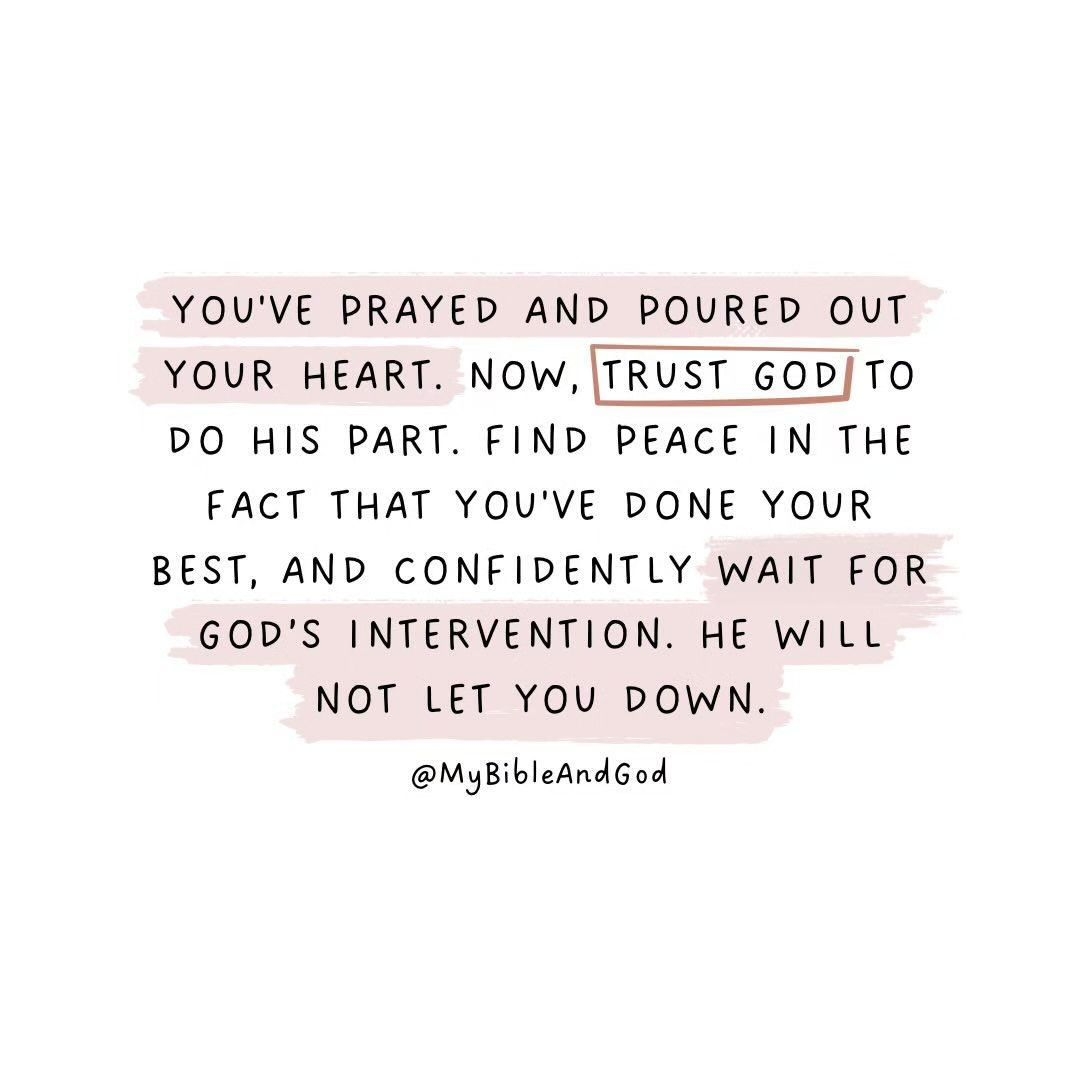 YOU'VE PRAYED AND POURED OUT
YOUR HEART. NOW, TRUST GOD TO
DO HIS PART. FIND PEACE IN THE
FACT THAT YOU'VE DONE YOUR
BEST, AND CONFIDENTLY WAIT FOR
GOD'S INTERVENTION. HE WILL
NOT LET YOU DOWN.
@MyBibleAndGod